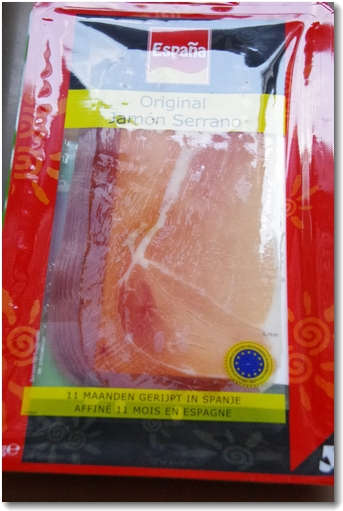 España
Original
Jamón Serrano
11 MAANDEN GERIJPT IN SPANJE
AFFINÉ 11 MOIS EN ESPAGNE